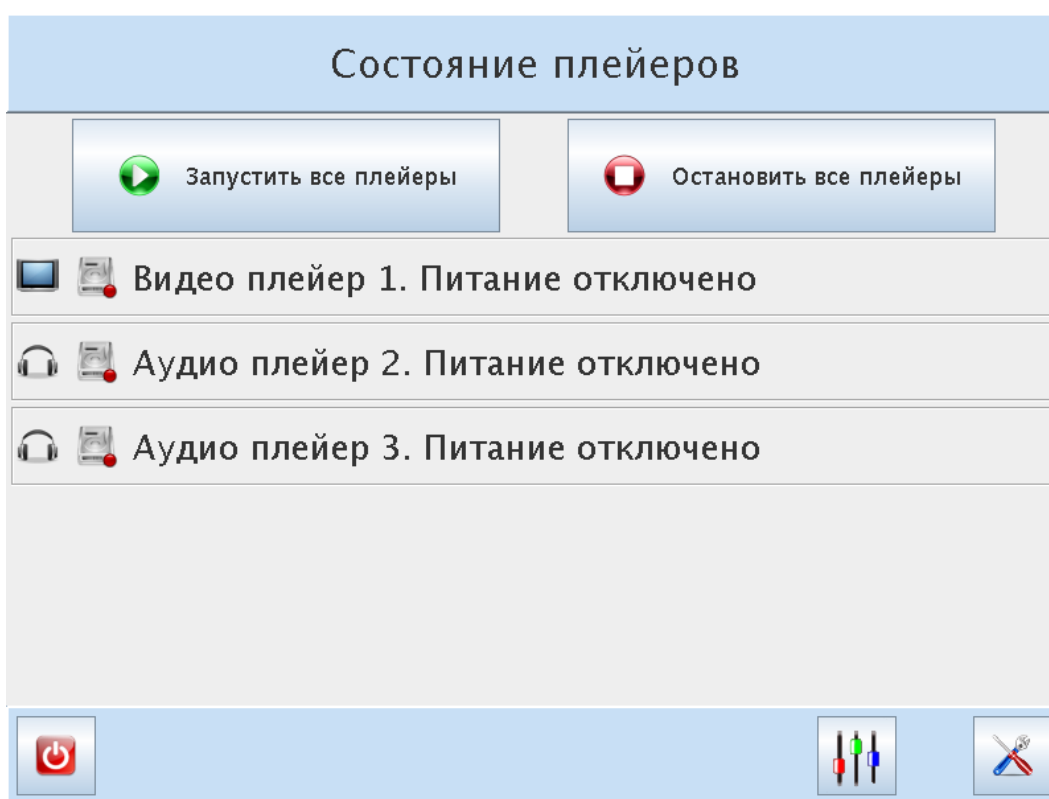 Состояние плейеров
Запустить все плейеры
Остановить все плейеры
Видео плейер 1. Питание отключено
Аудио плейер 2. Питание отключено
Аудио плейер 3. Питание отключено